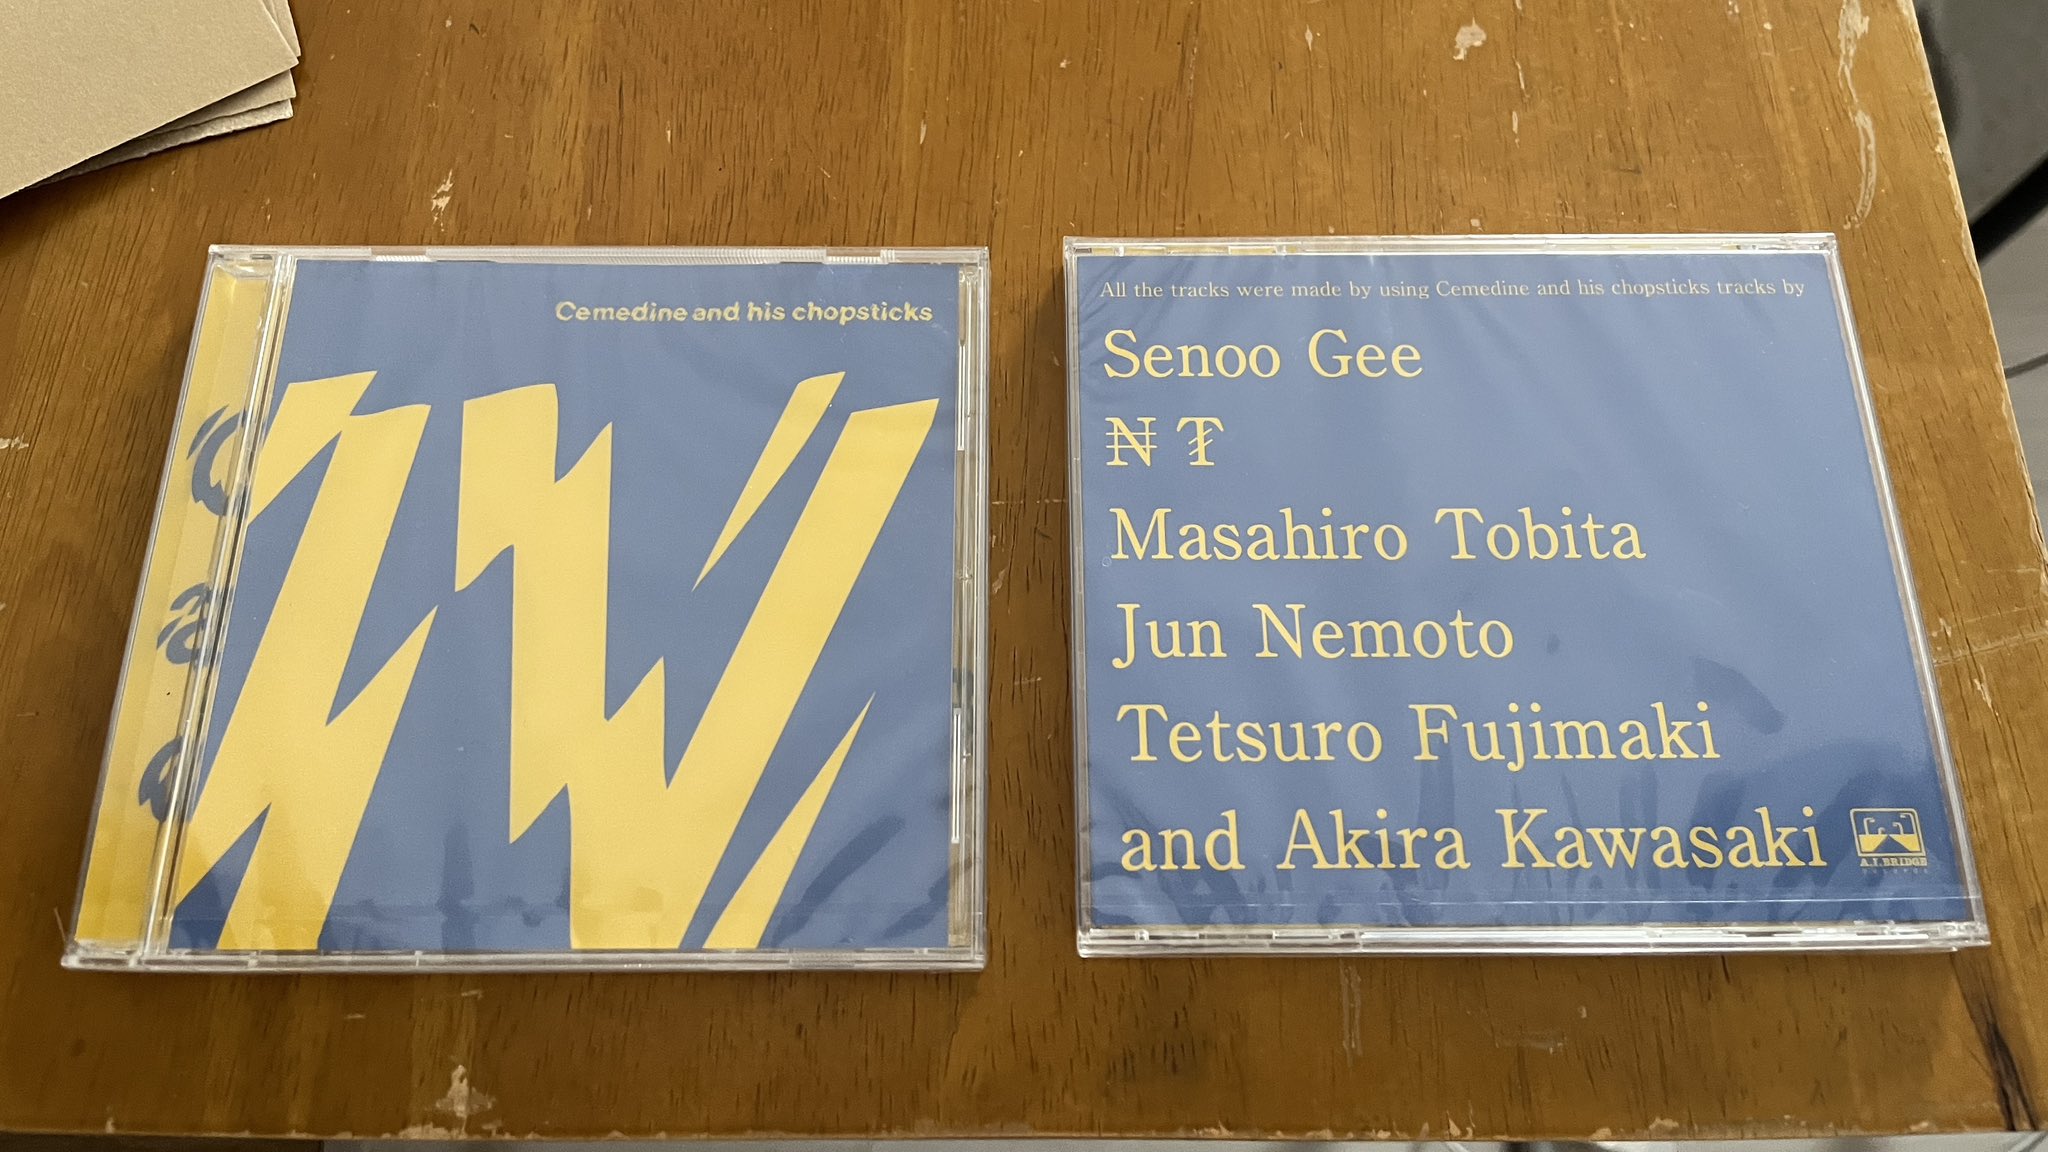 Cemedine and his chopsticks
All the tracks were made by using Cemedine and his chopsticks tracks by
Senoo Gee
₦ ₮
Masahiro Tobita
Jun Nemoto
Tetsuro Fujimaki
and Akira Kawasaki
A.I.BRIDGE